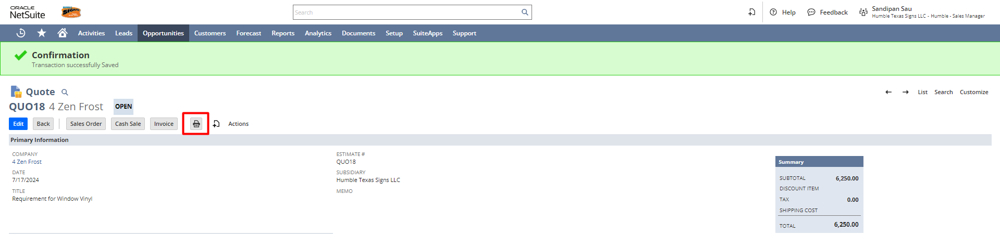 ORACLE
NetSuite
SIGNS
Search
Help
Feedback
Sandipan Sau
Humble Texas Signs LLC - Humble - Sales Manager
Activities Leads Opportunities Customers Forecast Reports Analytics Documents Setup SuiteApps Support
Confirmation
Transaction successfully Saved
Quote
List Search Customize
QUO18 4 Zen Frost OPEN
Edit Back Sales Order Cash Sale Invoice Actions
Primary Information
COMPANY
4 Zen Frost
DATE
7/17/2024
TITLE
Requirement for Window Vinyl
ESTIMATE #
QUO18
SUBSIDIARY
Humble Texas Signs LLC
MEMO
Summary
SUBTOTAL 6,250.00
DISCOUNT ITEM
TAX 0.00
SHIPPING COST
TOTAL 6,250.00